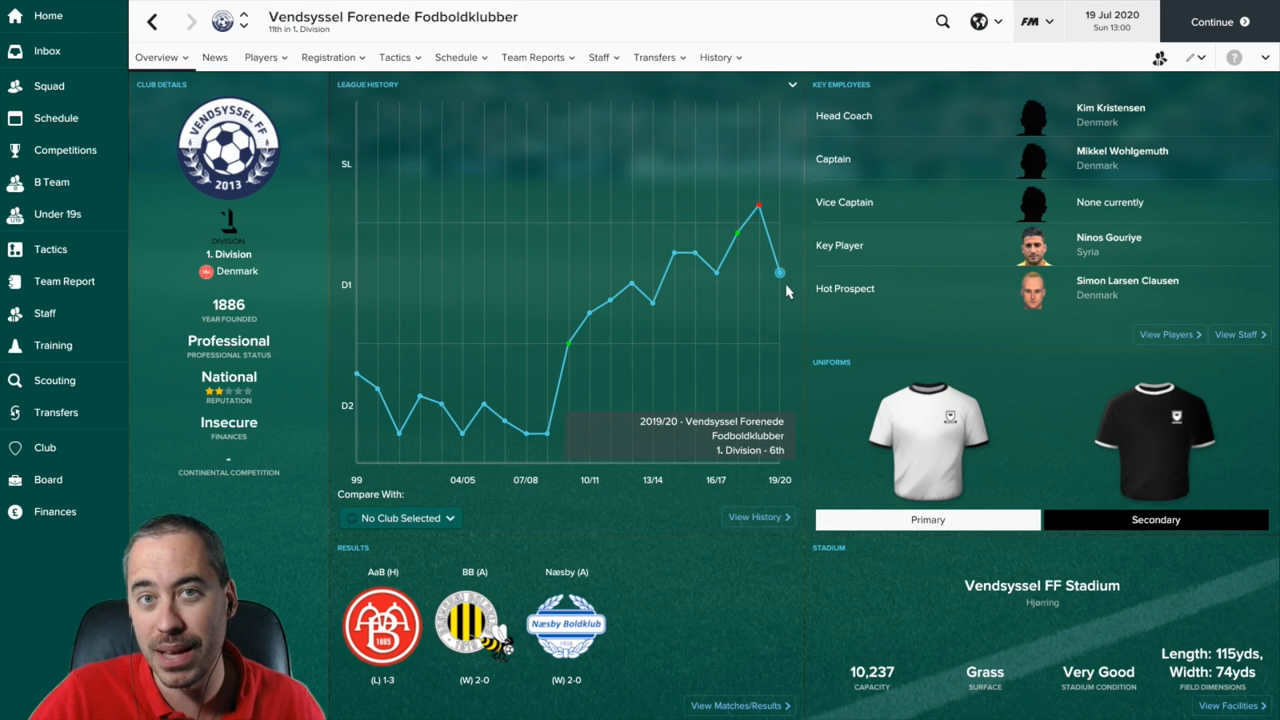 Home
Inbox
Squad
Schedule
Competitions
B Team
Under 19s
Tactics
Team Report
Staff
Training
Scouting
Transfers
Club
Board
Finances
Vendsyssel Forenede Fodboldklubber
11th in 1. Division
FM
19 Jul 2020
Sun 13:00
Continue
Overview
News
Players
Registration
Tactics
Schedule
Team Reports
Staff
Transfers
History
CLUB DETAILS
VENDSYSSEL FF
2013
1
DIVISION
1. Division
Denmark
1886
YEAR FOUNDED
Professional
PROFESSIONAL STATUS
National
REPUTATION
Insecure
FINANCES
-
CONTINENTAL COMPETITION
LEAGUE HISTORY
SL
D1
D2
2019/20 - Vendsyssel Forenede
Fodboldklubber
1. Division - 6th
99 04/05 07/08 10/11 13/14 16/17 19/20
Compare With:
No Club Selected
View History
RESULTS
AaB (H)
BB (A)
Næsby (A)
1885
Næsby Boldklub
(L) 1-3
(W) 2-0
(W) 2-0
View Matches/Results
KEY EMPLOYEES
Head Coach
Kim Kristensen
Denmark
Captain
Mikkel Wohlgemuth
Denmark
Vice Captain
None currently
Key Player
Ninos Gouriye
Syria
Hot Prospect
Simon Larsen Clausen
Denmark
View Players
View Staff
UNIFORMS
Primary
Secondary
STADIUM
Vendsyssel FF Stadium
Hjørring
10,237
CAPACITY
Grass
SURFACE
Very Good
STADIUM CONDITION
Length: 115yds,
Width: 74yds
FIELD DIMENSIONS
View Facilities